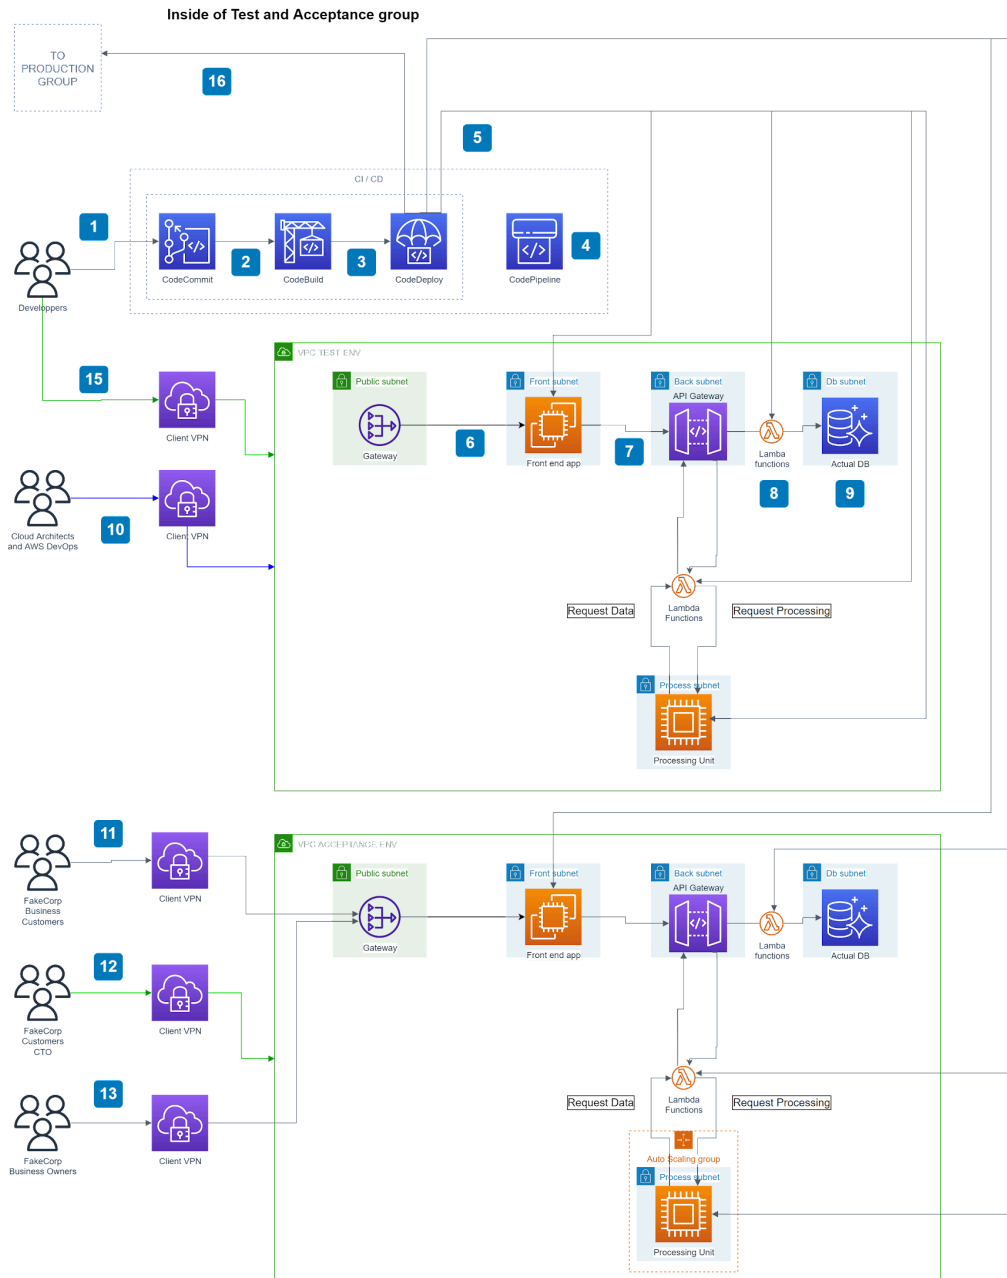 Inside of Test and Acceptance group
TO
PRODUCTION
GROUP
16
5
CI / CD
1
2
3
4
CodeCommit
CodeBuild
CodeDeploy
CodePipeline
Developpers
15
Client VPN
VPC TEST ENV
Public subnet
Gateway
6
Front subnet
Front end app
7
Back subnet
API Gateway
Lamba
functions
8
Db subnet
Actual DB
9
Cloud Architects
and AWS DevOps
10
Client VPN
Request Data
Lambda
Functions
Request Processing
Process subnet
Processing Unit
11
FakeCorp
Business
Customers
Client VPN
VPC ACCEPTANCE ENV
Public subnet
Gateway
Front subnet
Front end app
Back subnet
API Gateway
Lamba
functions
Db subnet
Actual DB
12
FakeCorp
Customers
CTO
Client VPN
13
FakeCorp
Business Owners
Client VPN
Request Data
Lambda
Functions
Request Processing
Auto Scaling group
Process subnet
Processing Unit